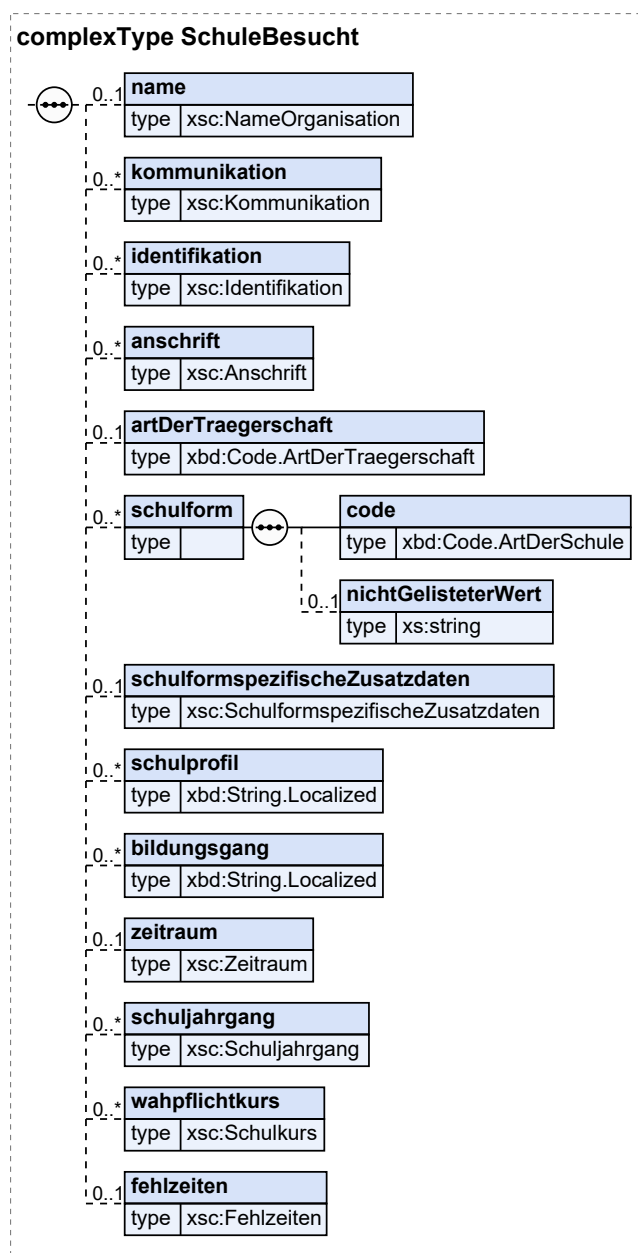 complexType SchuleBesucht
0..1 name
type xsc:NameOrganisation
0..* kommunikation
type xsc:Kommunikation
0..* identifikation
type xsc:Identifikation
0..* anschrift
type xsc:Anschrift
0..1 artDerTraegerschaft
type xbd:Code.ArtDerTraegerschaft
0..* schulform
type
code
type xbd:Code.ArtDerSchule
0..1 nichtGelisteterWert
type xs:string
0..1 schulformspezifischeZusatzdaten
type xsc:SchulformspezifischeZusatzdaten
0..* schulprofil
type xbd:String.Localized
0..* bildungsgang
type xbd:String.Localized
0..1 zeitraum
type xsc:Zeitraum
0..* schuljahrgang
type xsc:Schuljahrgang
0..* wahpflichtkurs
type xsc:Schulkurs
0..1 fehlzeiten
type xsc:Fehlzeiten